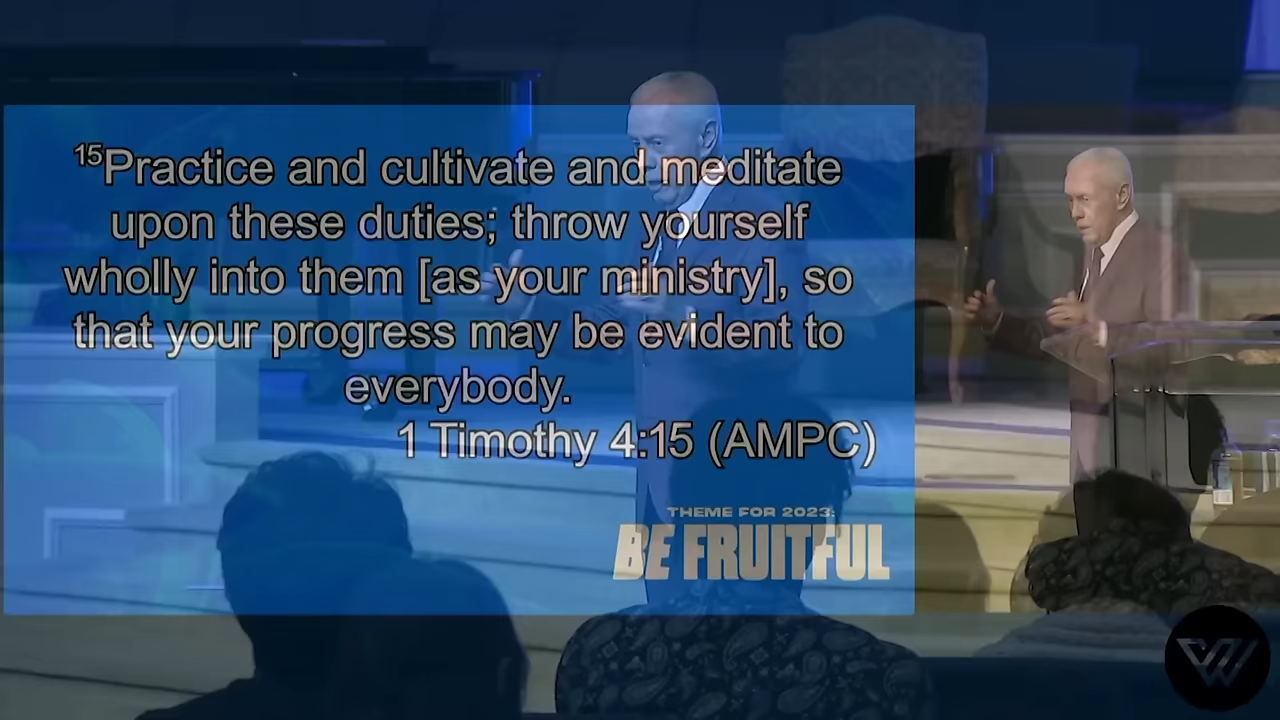 15Practice and cultivate and meditate
upon these duties; throw yourself
wholly into them [as your ministry], so
that your progress may be evident to
everybody.
1 Timothy 4:15 (AMPC)
THEME FOR 2023:
BE FRUITFUL
VW